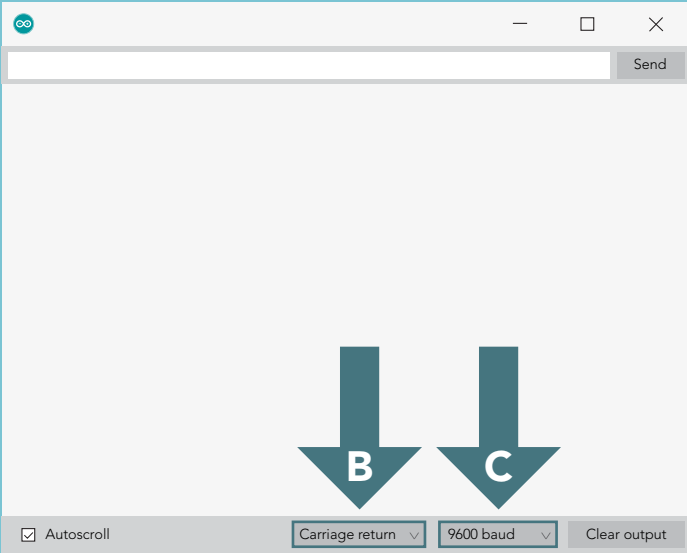 Send
B
C
Autoscroll
Carriage return
9600 baud
Clear output